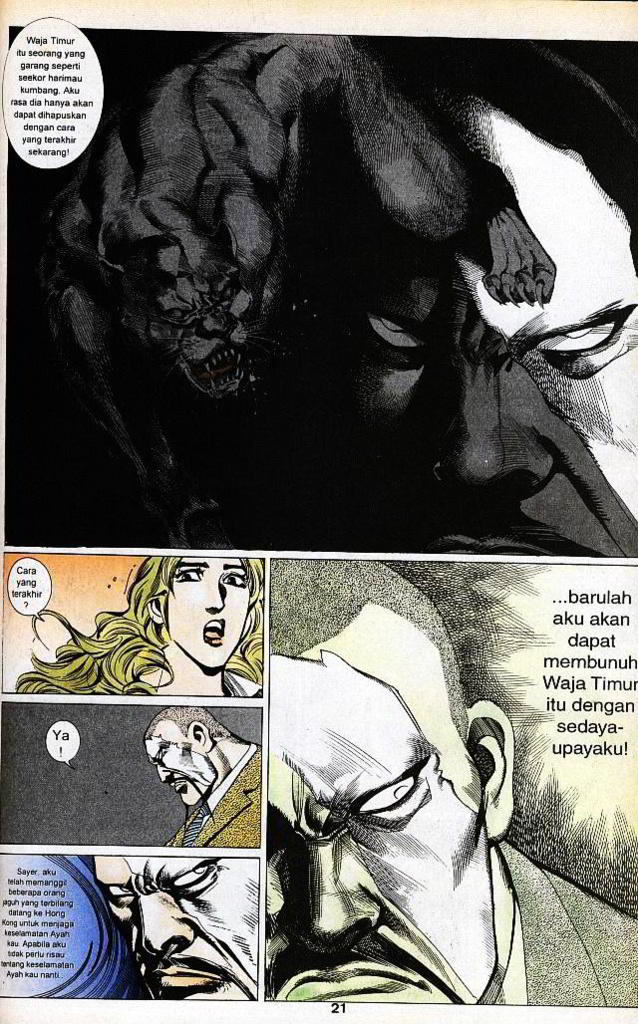 Waja Timur
itu seorang yang
garang seperti
seekor harimau
kumbang. Aku
rasa dia hanya akan
dapat dihapuskan
dengan cara
yang terakhir
sekarang!
Cara
yang
terakhir
?
Ya
!
Sayer, aku
telah memanggil
beberapa orang
jaguh yang terbilang
datang ke Hong
Kong untuk menjaga
keselamatan Ayah
kau. Apabila aku
tidak perlu risau
tentang keselamatan
Ayah kau nanti...
...barulah
aku akan
dapat
membunuh
Waja Timur
itu dengan
sedaya-
upayaku!
21